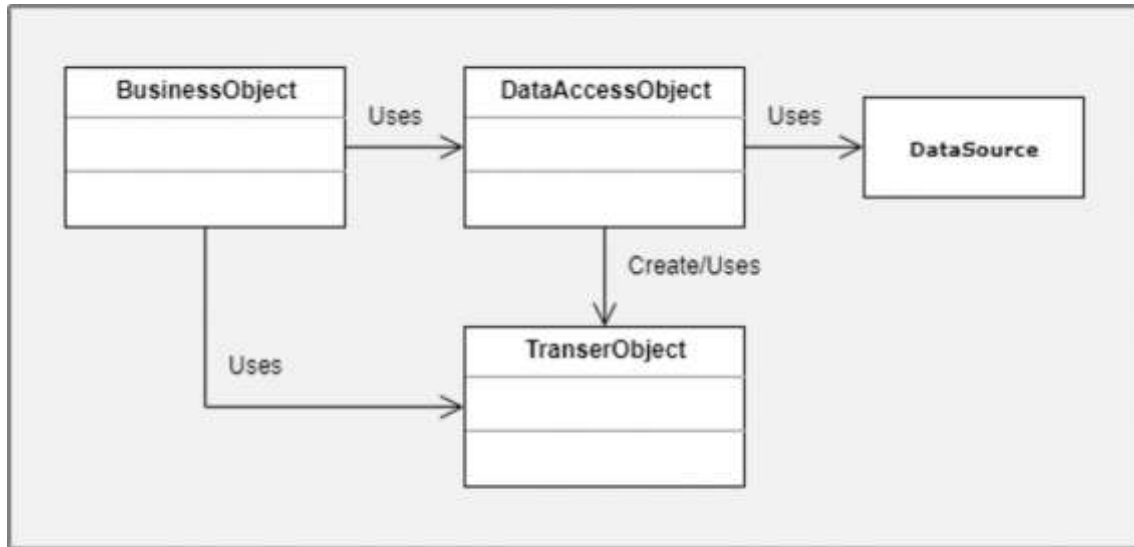 BusinessObject
Uses
DataAccessObject
Uses
DataSource
Create/Uses
Uses
TranserObject